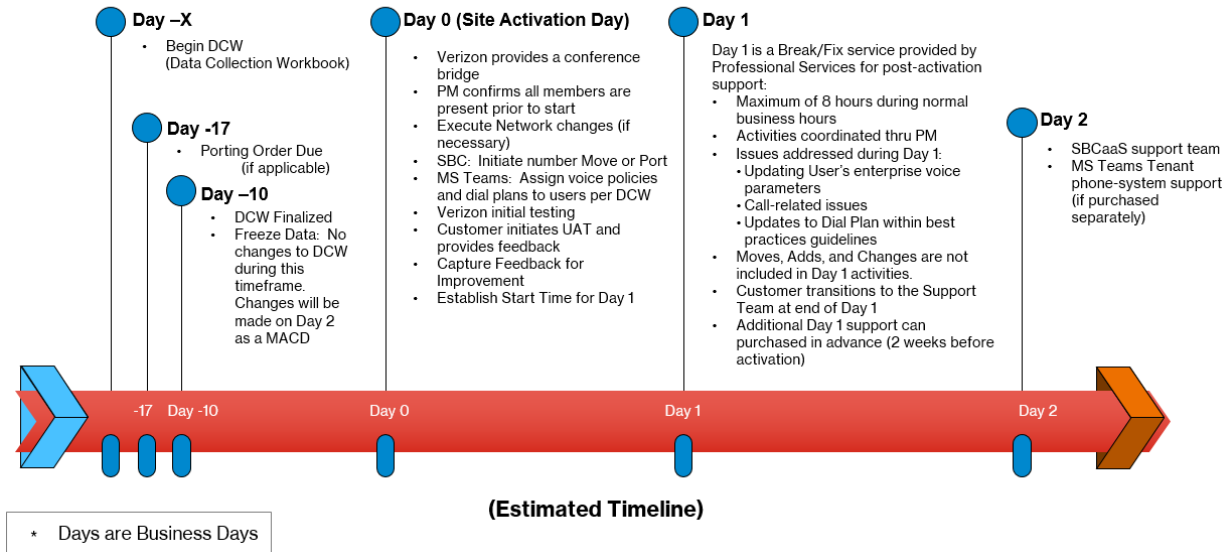 Day –X
• Begin DCW
(Data Collection Workbook)
Day -17
• Porting Order Due
(if applicable)
Day –10
• DCW Finalized
• Freeze Data: No
changes to DCW
during this
timeframe.
Changes will be
made on Day 2
as a MACD
Day 0 (Site Activation Day)
• Verizon provides a conference
bridge
• PM confirms all members are
present prior to start
• Execute Network changes (if
necessary)
• SBC: Initiate number Move or Port
• MS Teams: Assign voice policies
and dial plans to users per DCW
• Verizon initial testing
• Customer initiates UAT and
provides feedback
• Capture Feedback for
Improvement
• Establish Start Time for Day 1
Day 1
Day 1 is a Break/Fix service provided by
Professional Services for post-activation
support:
• Maximum of 8 hours during normal
business hours
• Activities coordinated thru PM
• Issues addressed during Day 1:
• Updating User's enterprise voice
parameters
• Call-related issues
• Updates to Dial Plan within best
practices guidelines
• Moves, Adds, and Changes are not
included in Day 1 activities.
• Customer transitions to the Support
Team at end of Day 1
• Additional Day 1 support can
purchased in advance (2 weeks before
activation)
Day 2
• SBCaaS support team
• MS Teams Tenant
phone-system support
(if purchased
separately)
-17 Day -10 Day 0 Day 1 Day 2
(Estimated Timeline)
* Days are Business Days